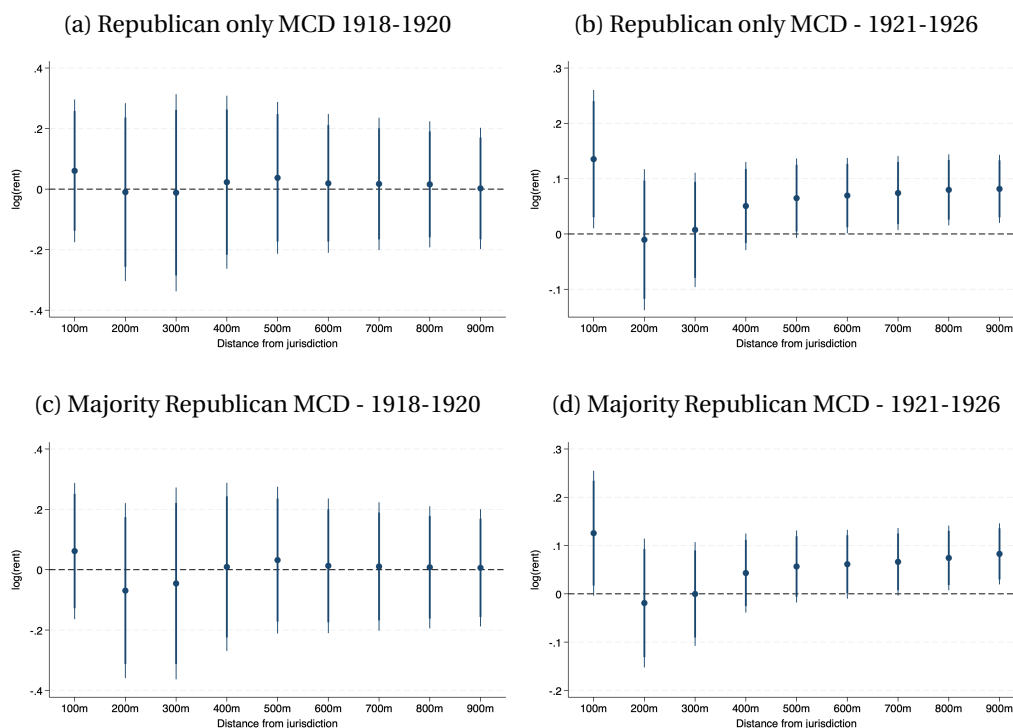 (a) Republican only MCD 1918-1920
(b) Republican only MCD - 1921-1926
.4
.2
0
-.2
-.4
log(rent)
100m 200m 300m 400m 500m 600m 700m 800m 900m
Distance from jurisdiction
.3
.2
.1
0
-.1
log(rent)
100m 200m 300m 400m 500m 600m 700m 800m 900m
Distance from jurisdiction
(c) Majority Republican MCD - 1918-1920
(d) Majority Republican MCD - 1921-1926
.4
.2
0
-.2
-.4
log(rent)
100m 200m 300m 400m 500m 600m 700m 800m 900m
Distance from jurisdiction
.3
.2
.1
0
-.1
-.2
log(rent)
100m 200m 300m 400m 500m 600m 700m 800m 900m
Distance from jurisdiction